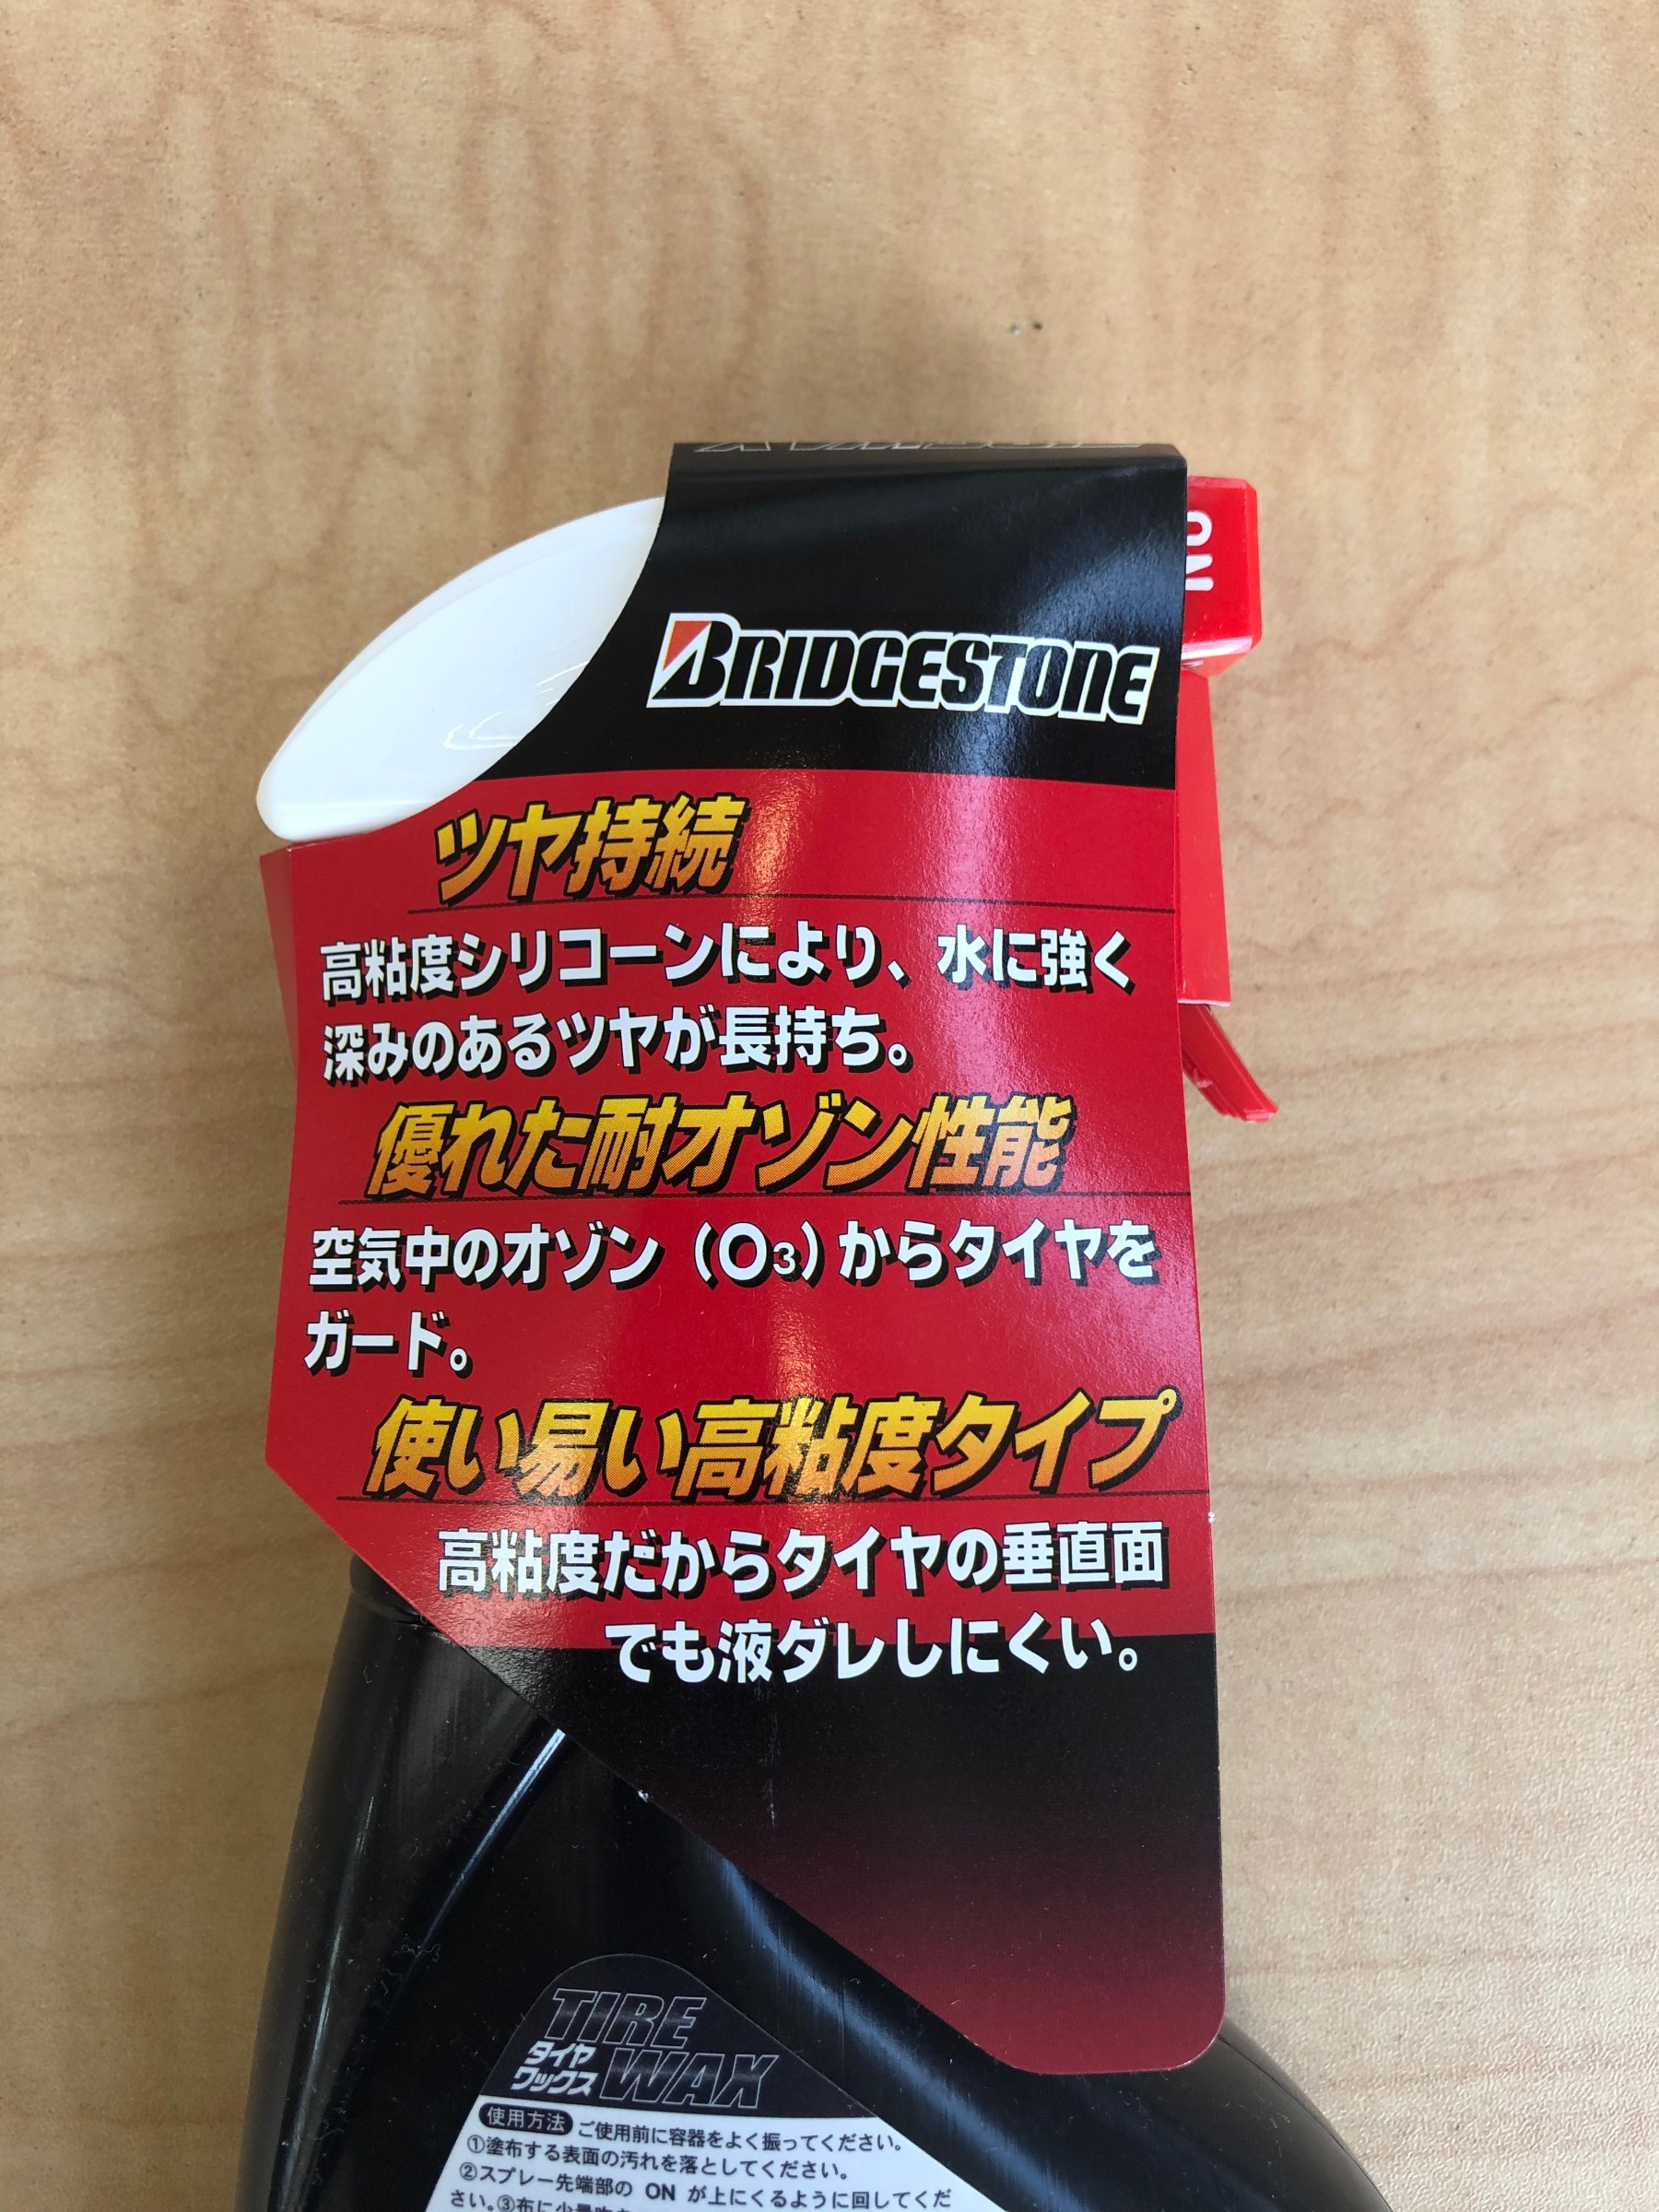 ON
BRIDGESTONE
ツヤ持続
高粘度シリコーンにより、水に強く
深みのあるツヤが長持ち。
優れた耐オゾン性能
空気中のオゾン（O₃）からタイヤを
ガード。
使い易い高粘度タイプ
高粘度だからタイヤの垂直面
でも液ダレしにくい。
TIRE
タイヤ
ワックス WAX
使用方法 ご使用前に容器をよく振ってください。
①塗布する表面の汚れを落としてください。
②スプレー先端部の ON が上にくるように回してくだ
さい。③布に少量